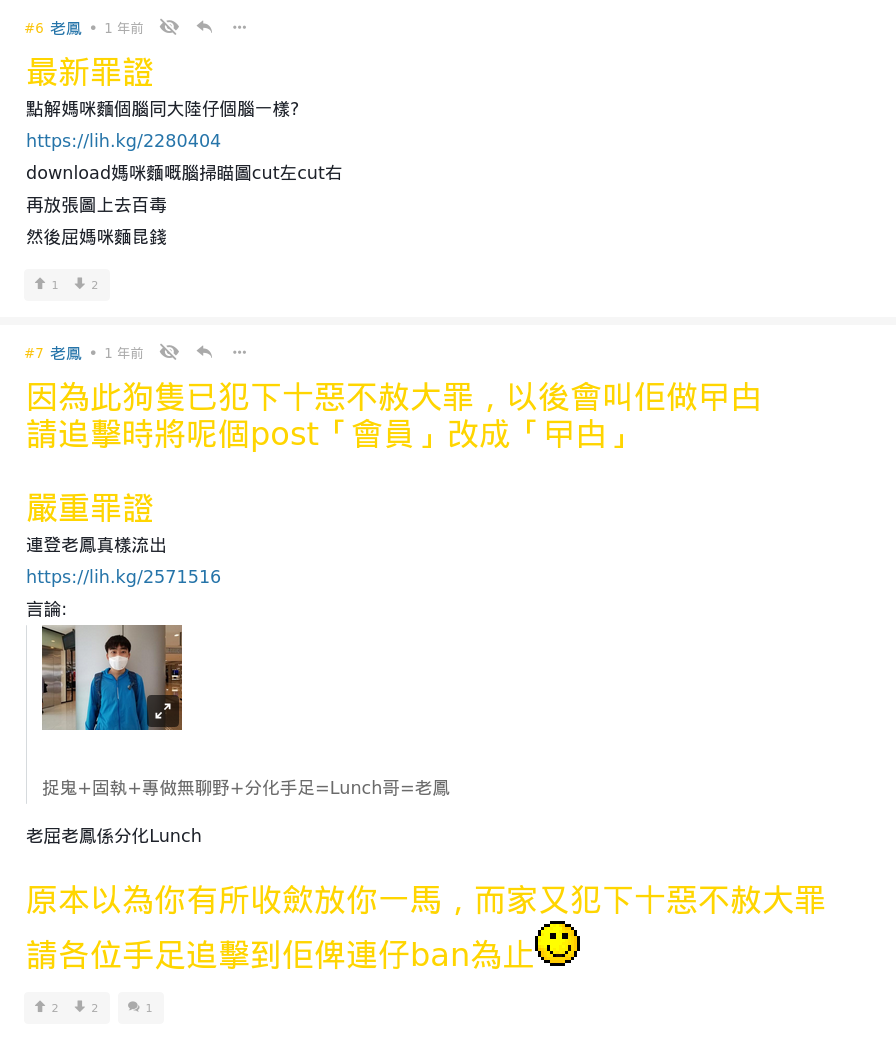 #6 老鳳 • 1 年前
最新罪證
點解媽咪麵個腦同大陸仔個腦一樣?
https://lih.kg/2280404
download媽咪麵嘅腦掃瞄圖cut左cut右
再放張圖上去百毒
然後屈媽咪麵昆錢
1 2
#7 老鳳 • 1 年前
因為此狗隻已犯下十惡不赦大罪，以後會叫佢做曱甴
請追擊時將呢個post「會員」改成「曱甴」
嚴重罪證
連登老鳳真樣流出
https://lih.kg/2571516
言論:
捉鬼+固執+專做無聊野+分化手足=Lunch哥=老鳳
老屈老鳳係分化Lunch
原本以為你有所收歛放你一馬，而家又犯下十惡不赦大罪
請各位手足追擊到佢俾連仔ban為止
2 2 1